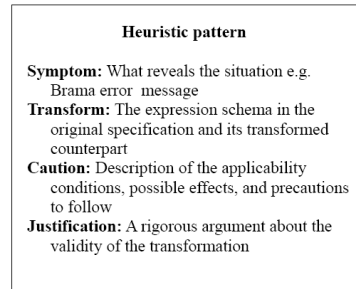 Heuristic pattern
Symptom: What reveals the situation e.g.
Brama error message
Transform: The expression schema in the
original specification and its transformed
counterpart
Caution: Description of the applicability
conditions, possible effects, and precautions
to follow
Justification: A rigorous argument about the
validity of the transformation